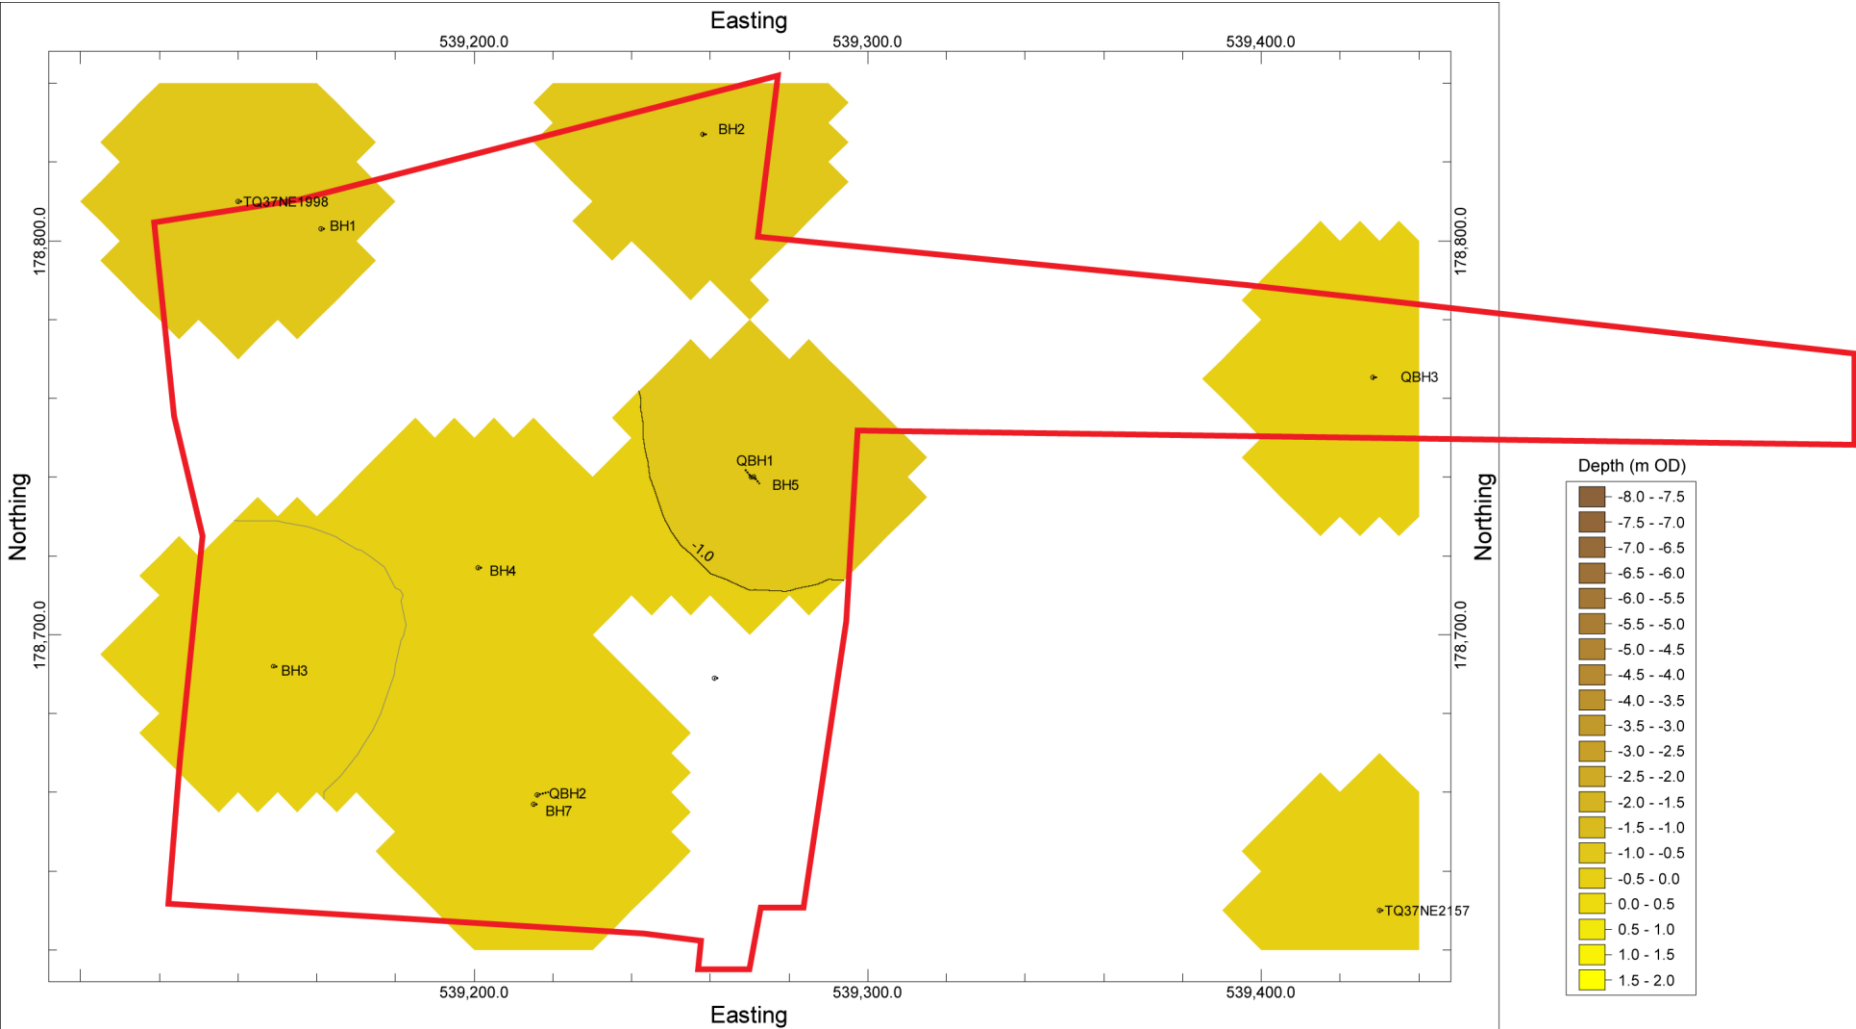 Easting
539,200.0 539,300.0 539,400.0
BH2
TQ37NE1998
BH1
178,800.0
178,800.0
QBH3
QBH1
BH5
Northing
Northing
-1.0
BH4
178,700.0
178,700.0
BH3
QBH2
BH7
TQ37NE2157
539,200.0 539,300.0 539,400.0
Easting
Depth (m OD)
-8.0 - -7.5
-7.5 - -7.0
-7.0 - -6.5
-6.5 - -6.0
-6.0 - -5.5
-5.5 - -5.0
-5.0 - -4.5
-4.5 - -4.0
-4.0 - -3.5
-3.5 - -3.0
-3.0 - -2.5
-2.5 - -2.0
-2.0 - -1.5
-1.5 - -1.0
-1.0 - -0.5
-0.5 - 0.0
0.0 - 0.5
0.5 - 1.0
1.0 - 1.5
1.5 - 2.0